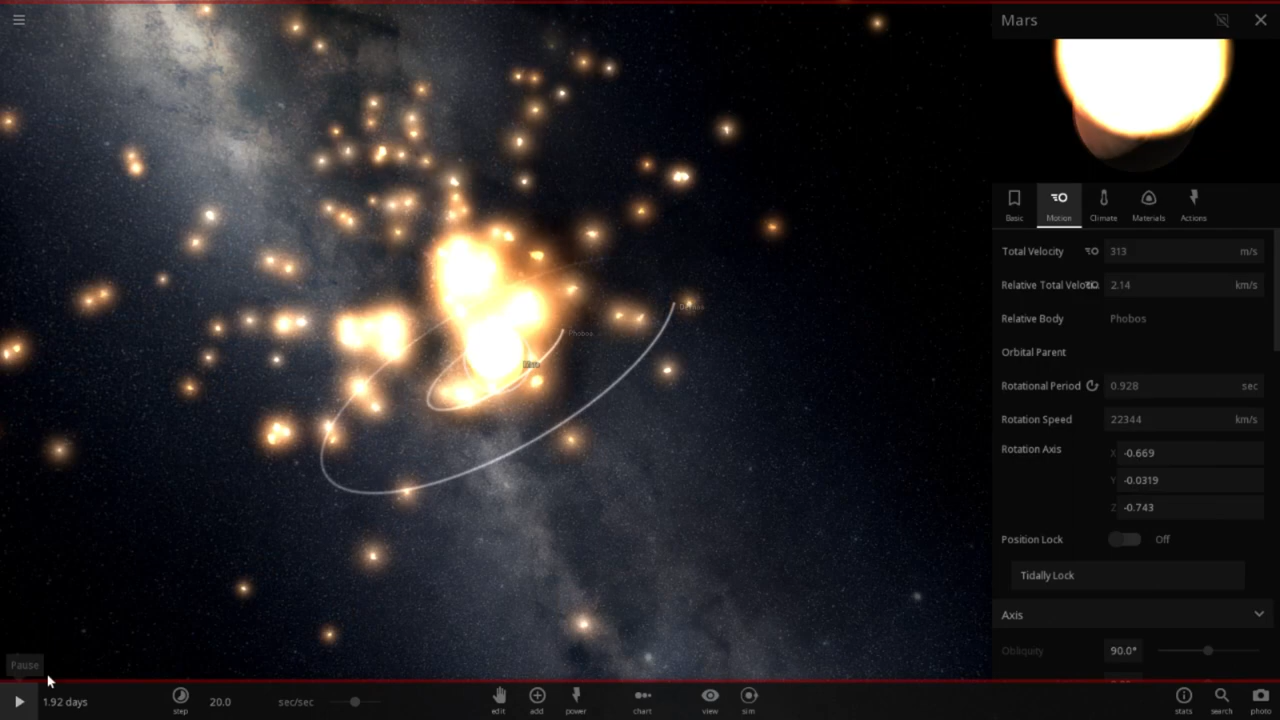 Mars
Basic
Motion
Climate
Materials
Actions
Total Velocity 313 m/s
Relative Total Velo 2.14 km/s
Relative Body Phobos
Orbital Parent
Rotational Period 0.928 sec
Rotation Speed 22344 km/s
Rotation Axis X -0.669
Y -0.0319
Z -0.743
Position Lock Off
Tidally Lock
Axis
Obliquity 90.0°
Phobos
Deimos
Pause
1.92 days
step
20.0 sec/sec
edit
add
power
chart
view
sim
stats
search
photo